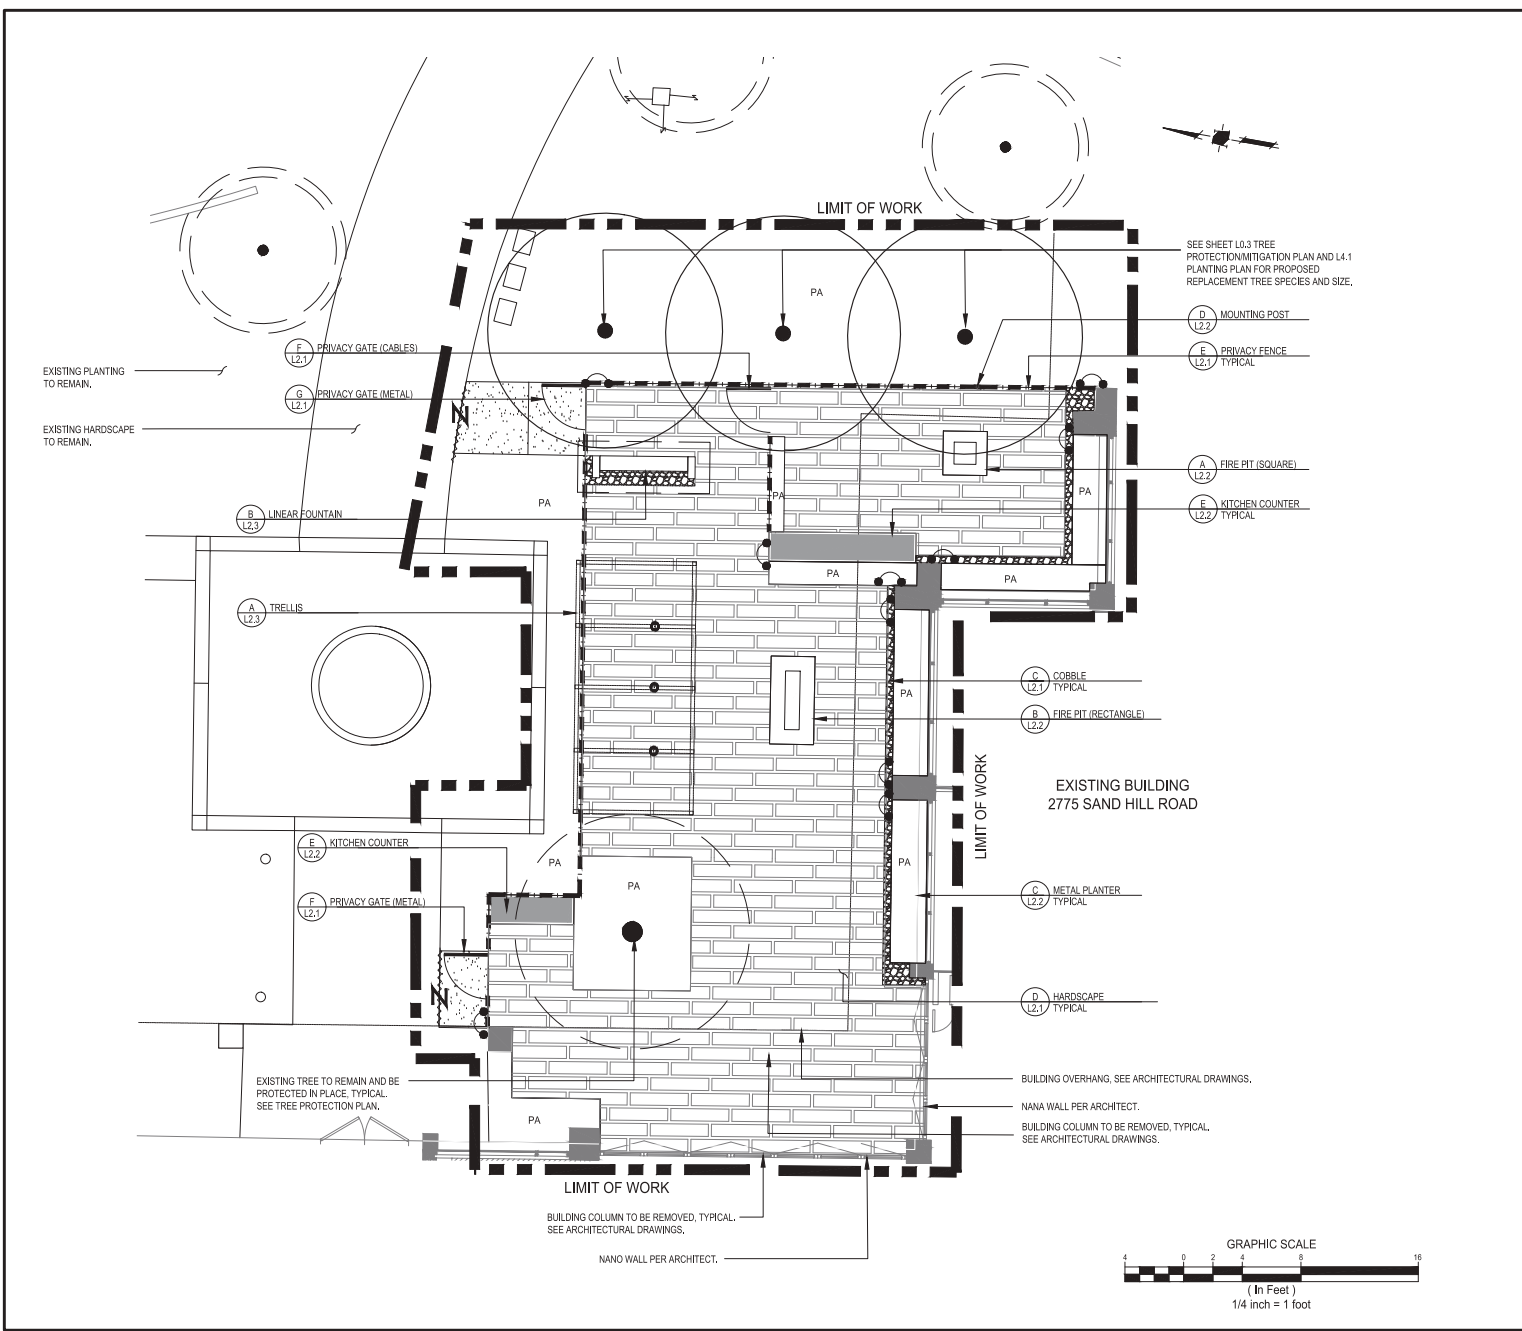 LIMIT OF WORK
SEE SHEET L0.3 TREE
PROTECTION/MITIGATION PLAN AND L4.1
PLANTING PLAN FOR PROPOSED
REPLACEMENT TREE SPECIES AND SIZE.
PA
D
L2.2
MOUNTING POST
F
L2.1
PRIVACY GATE (CABLES)
E
L2.1
PRIVACY FENCE
TYPICAL
EXISTING PLANTING
TO REMAIN.
G
L2.1
PRIVACY GATE (METAL)
N
EXISTING HARDSCAPE
TO REMAIN.
A
L2.2
FIRE PIT (SQUARE)
PA
PA
PA
E
L2.2
KITCHEN COUNTER
TYPICAL
B
L2.3
LINEAR FOUNTAIN
PA
PA
A
L2.3
TRELLIS
C
L2.1
COBBLE
TYPICAL
PA
B
L2.2
FIRE PIT (RECTANGLE)
LIMIT OF WORK
EXISTING BUILDING
2775 SAND HILL ROAD
E
L2.2
KITCHEN COUNTER
PA
PA
PA
C
L2.2
METAL PLANTER
TYPICAL
F
L2.1
PRIVACY GATE (METAL)
N
D
L2.1
HARDSCAPE
TYPICAL
EXISTING TREE TO REMAIN AND BE
PROTECTED IN PLACE, TYPICAL.
SEE TREE PROTECTION PLAN.
BUILDING OVERHANG, SEE ARCHITECTURAL DRAWINGS.
NANA WALL PER ARCHITECT.
PA
BUILDING COLUMN TO BE REMOVED, TYPICAL.
SEE ARCHITECTURAL DRAWINGS.
LIMIT OF WORK
BUILDING COLUMN TO BE REMOVED, TYPICAL.
SEE ARCHITECTURAL DRAWINGS.
NANO WALL PER ARCHITECT.
GRAPHIC SCALE
4 0 2 4 8 16
( In Feet )
1/4 inch = 1 foot